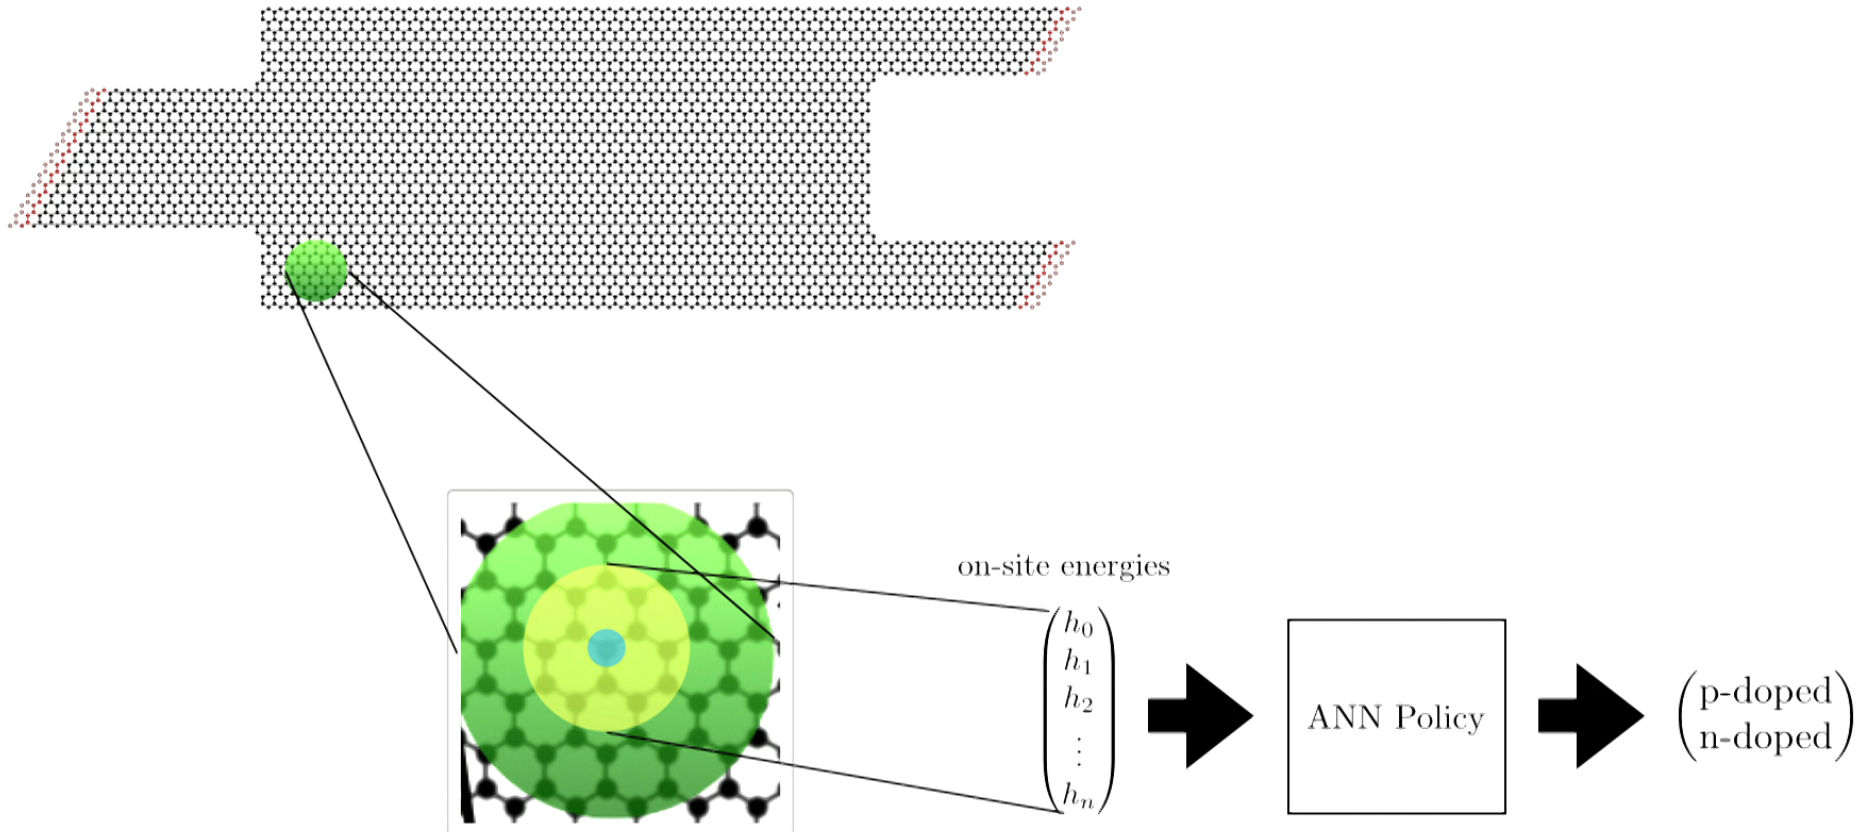 on-site energies
h₀
h₁
h₂
⋮
hₙ
ANN Policy
p-doped
n-doped